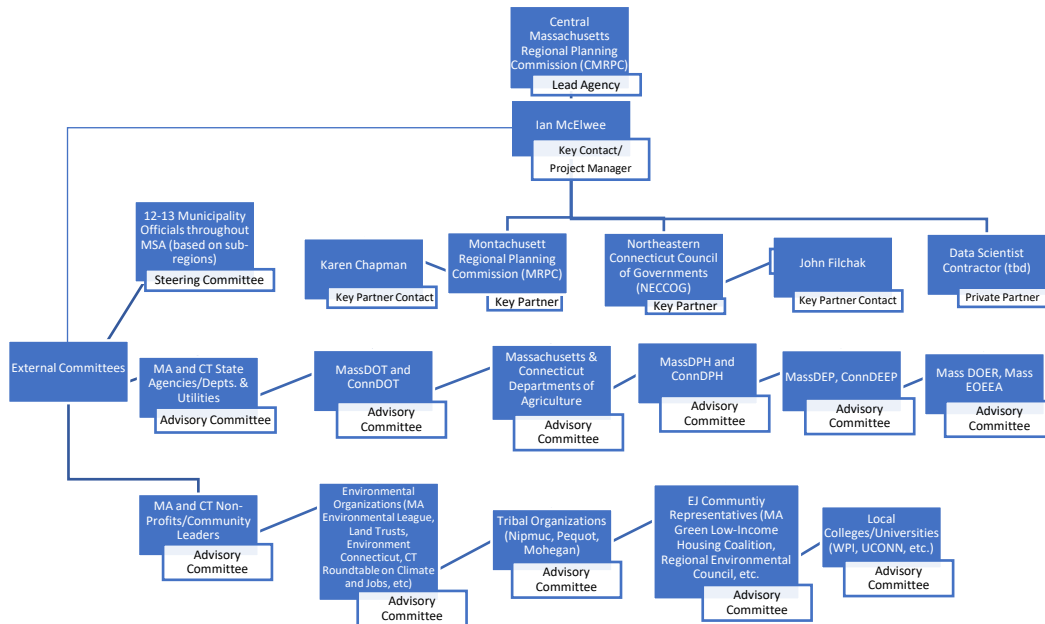 Central
Massachusetts
Regional Planning
Commission (CMRPC)
Lead Agency
Ian McElwee
Key Contact/
Project Manager
12-13 Municipality
Officials throughout
MSA (based on sub-
regions)
Steering Committee
Karen Chapman
Key Partner Contact
Montachusett
Regional Planning
Commission (MRPC)
Key Partner
Northeastern
Connecticut Council
of Governments
(NECCOG)
Key Partner
John Filchak
Key Partner Contact
Data Scientist
Contractor (tbd)
Private Partner
External Committees
MA and CT State
Agencies/Depts. &
Utilities
Advisory Committee
MassDOT and
ConnDOT
Advisory
Committee
Massachusetts &
Connecticut
Departments of
Agriculture
Advisory
Committee
MassDPH and
ConnDPH
Advisory
Committee
MassDEP, ConnDEEP
Advisory
Committee
Mass DOER, Mass
EOEEA
Advisory
Committee
MA and CT Non-
Profits/Community
Leaders
Advisory
Committee
Environmental
Organizations (MA
Environmental League,
Land Trusts,
Environment
Connecticut, CT
Roundtable on Climate
and Jobs, etc)
Advisory
Committee
Tribal Organizations
(Nipmuc, Pequot,
Mohegan)
Advisory
Committee
EJ Communtiy
Representatives (MA
Green Low-Income
Housing Coalition,
Regional Environmental
Council, etc.
Advisory
Committee
Local
Colleges/Universities
(WPI, UCONN, etc.)
Advisory
Committee